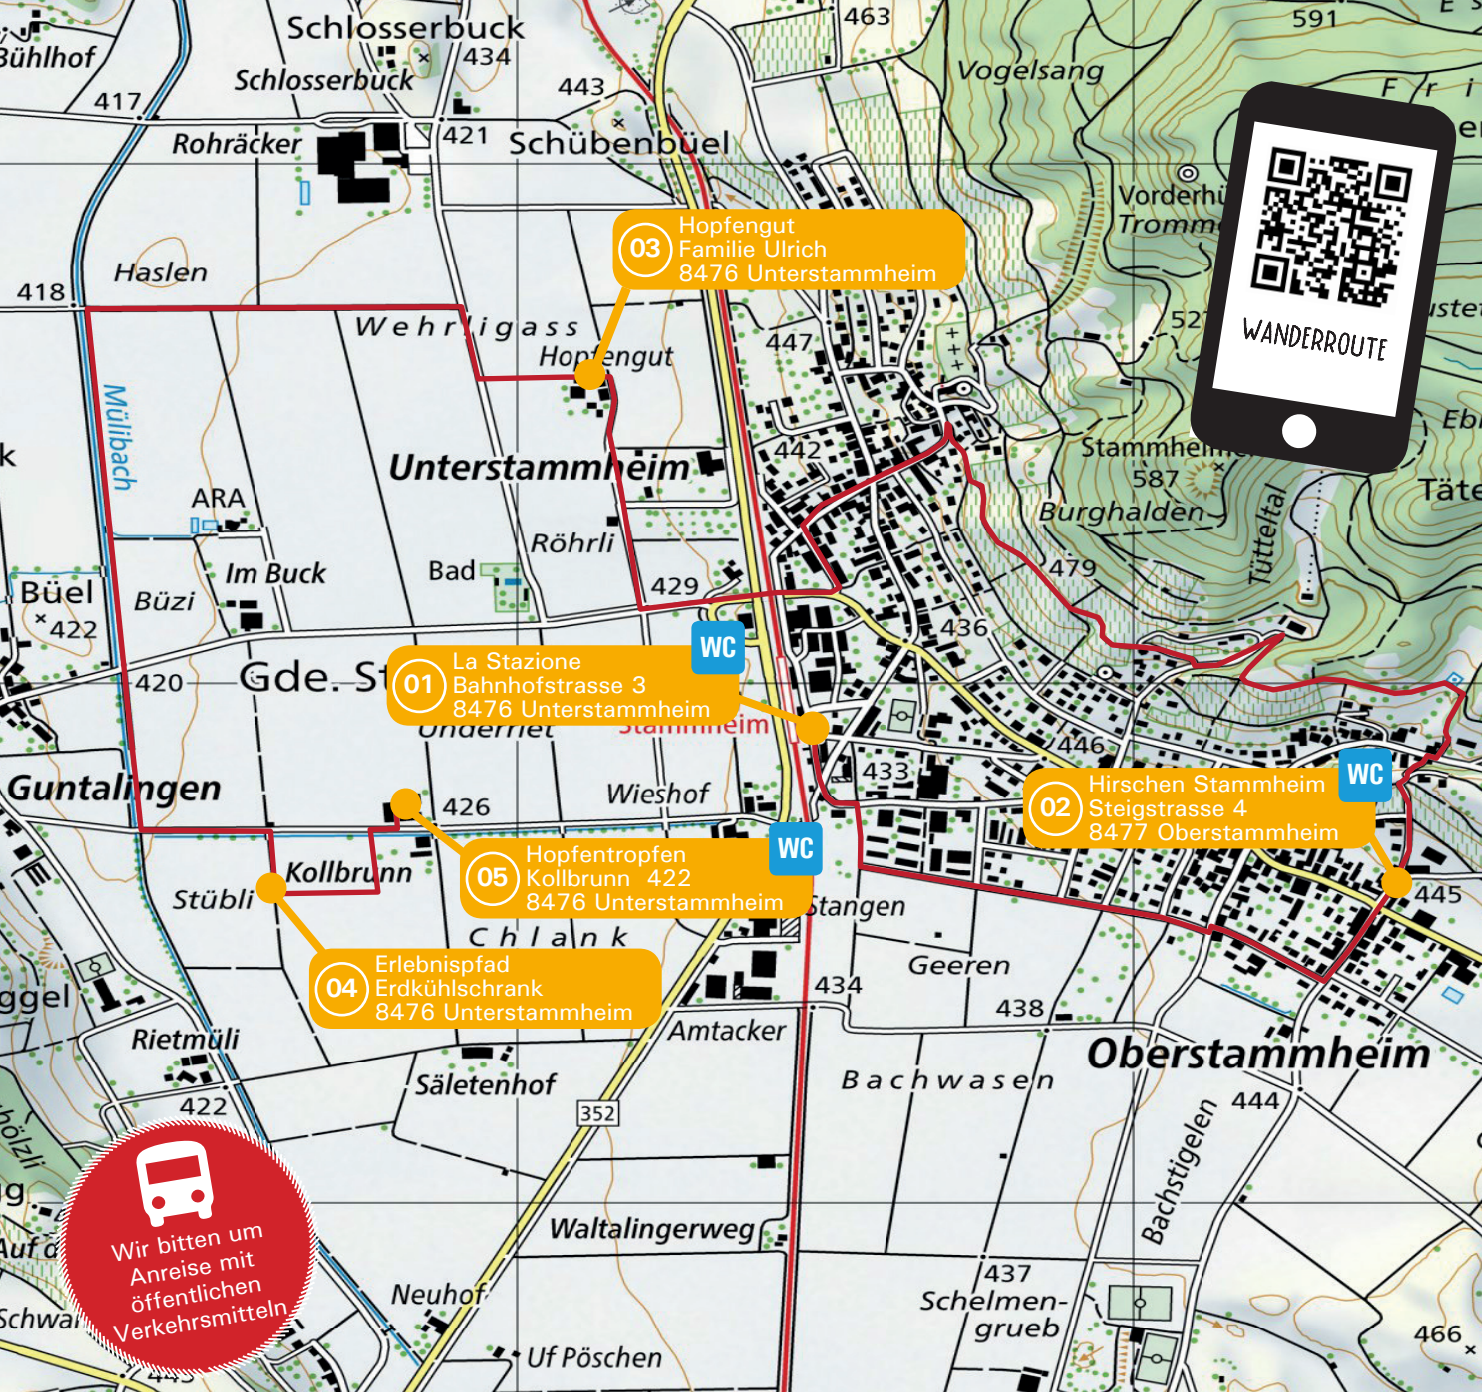 Schlosserbuck
463
591
Bühlhof
434
Schlosserbuck
Vogelsang
443
417
F r i
Rohräcker
421
Schübenbüel
Hopfengut
03
Familie Ulrich
8476 Unterstammheim
Haslen
418
WANDERROUTE
Wehrligass
Hopfengut
447
Mülibach
442
Unterstammheim
587
Burghalden
ARA
Röhrli
Tütteltal
Im Buck
Bad
479
429
Büel
Büzi
422
436
WC
La Stazione
01
Bahnhofstrasse 3
8476 Unterstammheim
420
Gde. St
Stammheim
446
Guntalingen
433
WC
Hirschen Stammheim
02
Steigstrasse 4
8477 Oberstammheim
426
Wieshof
WC
Hopfentropfen
05
Kollbrunn 422
8476 Unterstammheim
Kollbrunn
Stübli
445
Stangen
Chlank
Erlebnispfad
04
Erdkühlschrank
8476 Unterstammheim
Geeren
434
438
Rietmüli
Amtacker
Oberstammheim
Säletenhof
Bachwasen
422
352
444
Bachstigelen
Wir bitten um
Anreise mit
öffentlichen
Verkehrsmitteln
Waltalingerweg
437
Neuhof
Schelmen-
grueb
466
Uf Pöschen